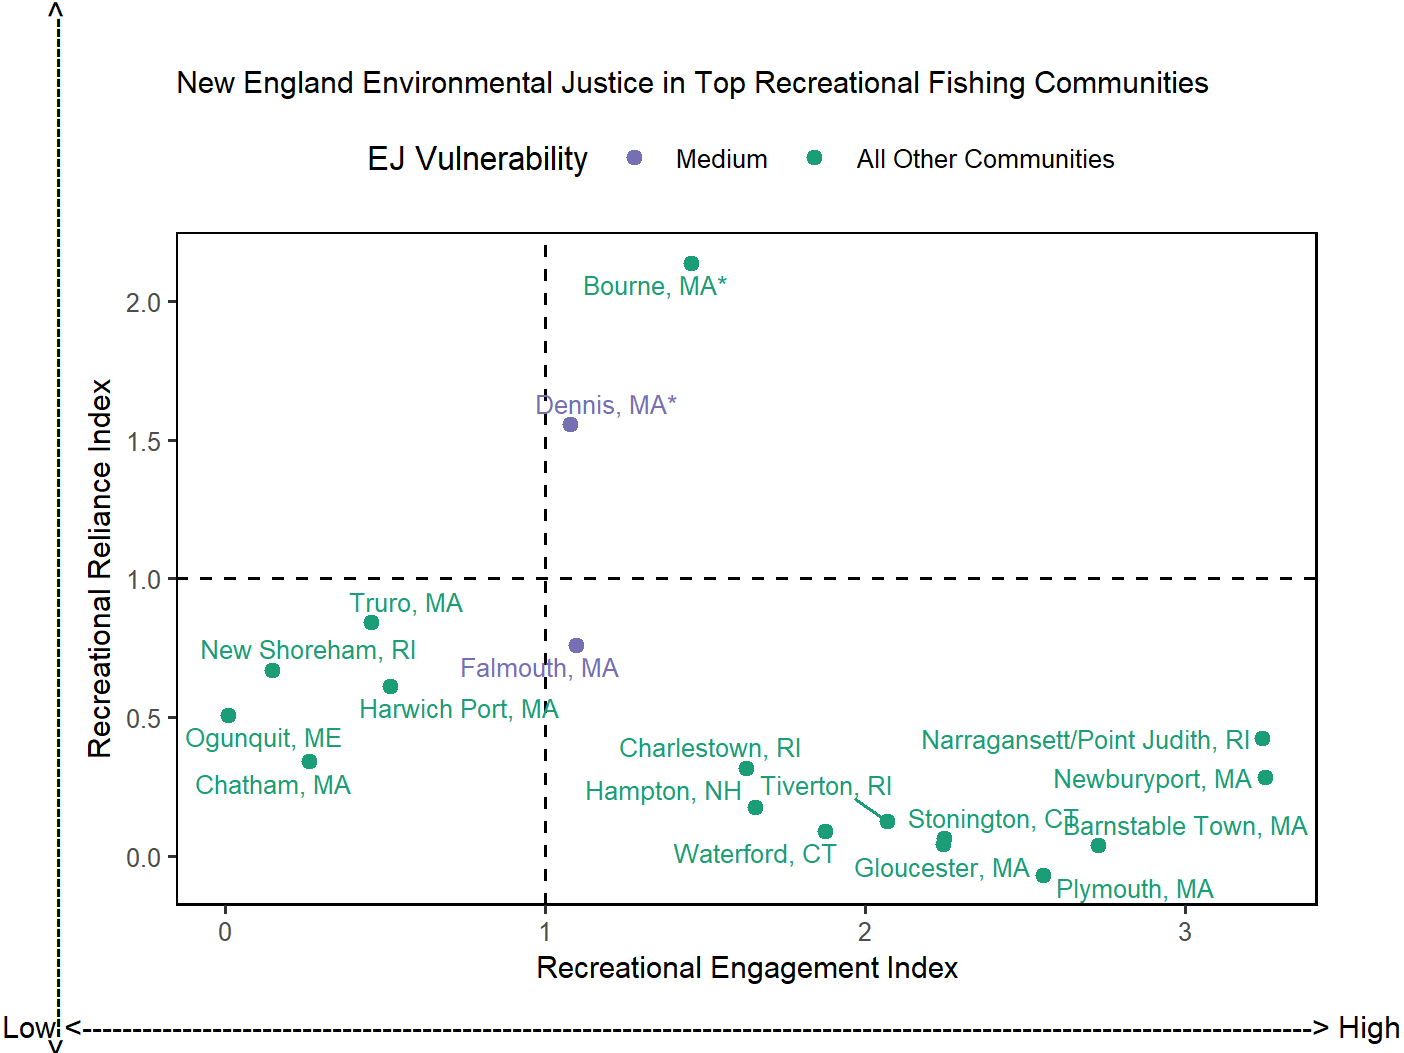 New England Environmental Justice in Top Recreational Fishing Communities
EJ Vulnerability Medium All Other Communities
Recreational Reliance Index
2.0
1.5
1.0
0.5
0.0
Bourne, MA*
Dennis, MA*
Truro, MA
New Shoreham, RI
Falmouth, MA
Harwich Port, MA
Ogunquit, ME
Chatham, MA
Charlestown, RI
Narragansett/Point Judith, RI
Hampton, NH
Tiverton, RI
Newburyport, MA
Stonington, CT
Barnstable Town, MA
Waterford, CT
Gloucester, MA
Plymouth, MA
0 1 2 3
Recreational Engagement Index
Low <------------------------------------------------------------------------------------------------------------------------------> High